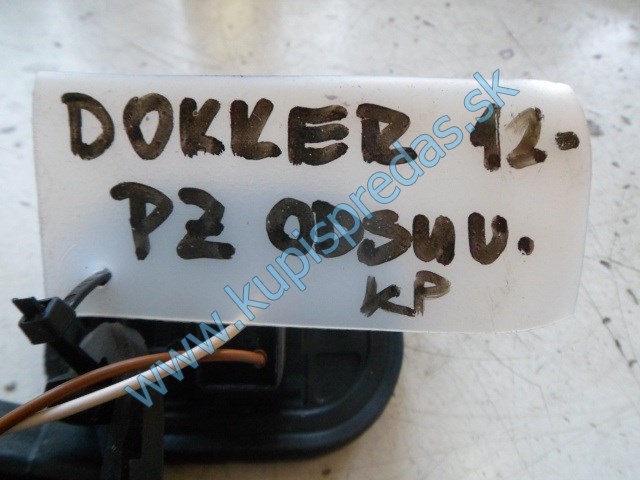 DOKKER 12-
PZ ODSUV.
KP
www.kupispredas.sk